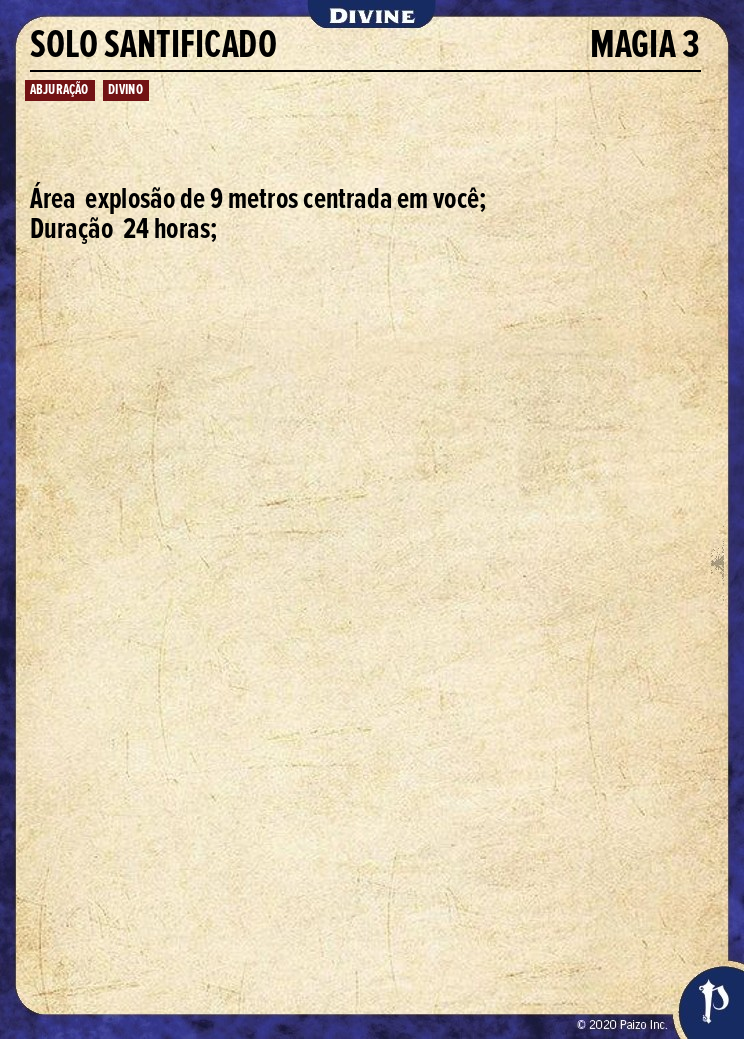 DIVINE
SOLO SANTIFICADO MAGIA 3
ABJURAÇÃO DIVINO
Área explosão de 9 metros centrada em você;
Duração 24 horas;
© 2020 Paizo Inc.